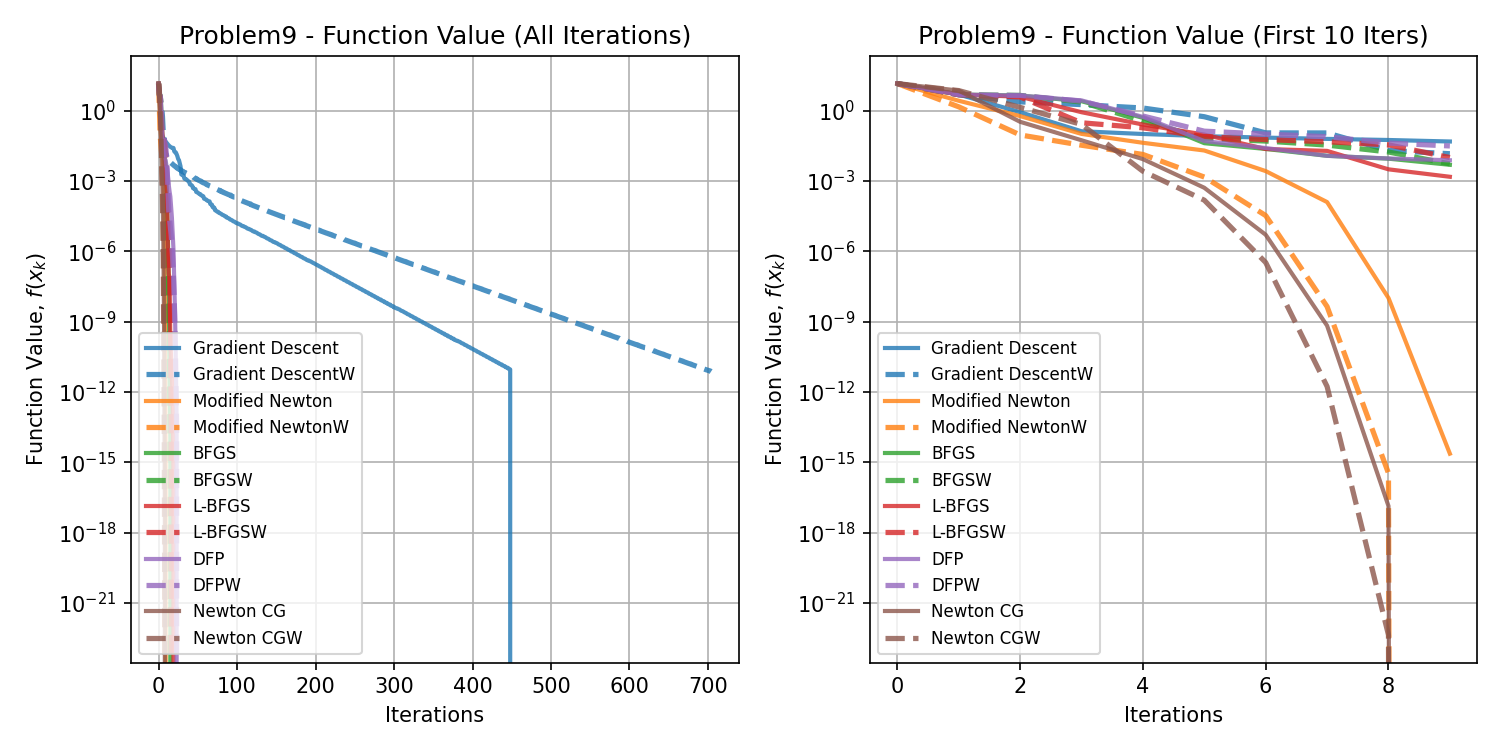 Problem9 - Function Value (All Iterations)
Function Value, f(x_k)
10^0
10^-3
10^-6
10^-9
10^-12
10^-15
10^-18
10^-21
Gradient Descent
Gradient DescentW
Modified Newton
Modified NewtonW
BFGS
BFGSW
L-BFGS
L-BFGSW
DFP
DFPW
Newton CG
Newton CGW
0 100 200 300 400 500 600 700
Iterations
Problem9 - Function Value (First 10 Iters)
Function Value, f(x_k)
10^0
10^-3
10^-6
10^-9
10^-12
10^-15
10^-18
10^-21
Gradient Descent
Gradient DescentW
Modified Newton
Modified NewtonW
BFGS
BFGSW
L-BFGS
L-BFGSW
DFP
DFPW
Newton CG
Newton CGW
0 2 4 6 8
Iterations